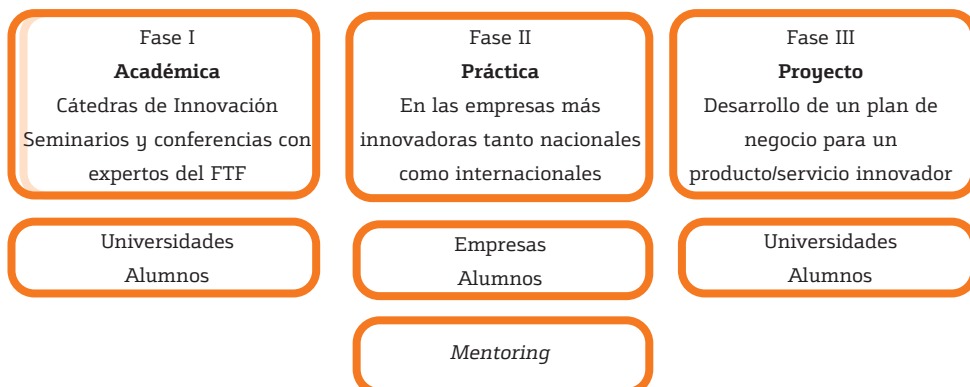 Fase I
Académica
Cátedras de Innovación
Seminarios y conferencias con
expertos del FTF
Universidades
Alumnos
Fase II
Práctica
En las empresas más
innovadoras tanto nacionales
como internacionales
Empresas
Alumnos
Mentoring
Fase III
Proyecto
Desarrollo de un plan de
negocio para un
producto/servicio innovador
Universidades
Alumnos